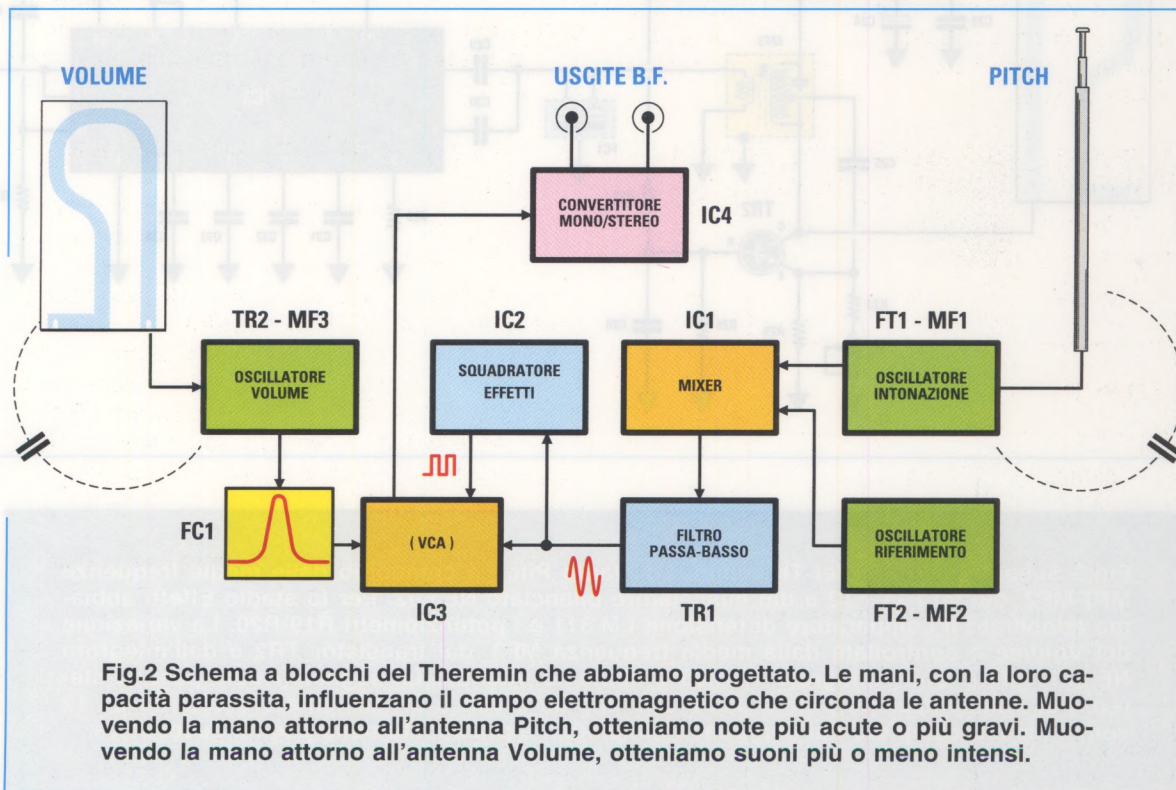 VOLUME
USCITE B.F.
PITCH
CONVERTITORE
MONO/STEREO
IC4
TR2 - MF3
IC2
IC1
FT1 - MF1
OSCILLATORE
VOLUME
SQUADRATORE
EFFETTI
MIXER
OSCILLATORE
INTONAZIONE
FC1
( VCA )
FILTRO
PASSA-BASSO
OSCILLATORE
RIFERIMENTO
IC3
TR1
FT2 - MF2
Fig.2 Schema a blocchi del Theremin che abbiamo progettato. Le mani, con la loro ca-
pacità parassita, influenzano il campo elettromagnetico che circonda le antenne. Muo-
vendo la mano attorno all'antenna Pitch, otteniamo note più acute o più gravi. Muo-
vendo la mano attorno all'antenna Volume, otteniamo suoni più o meno intensi.